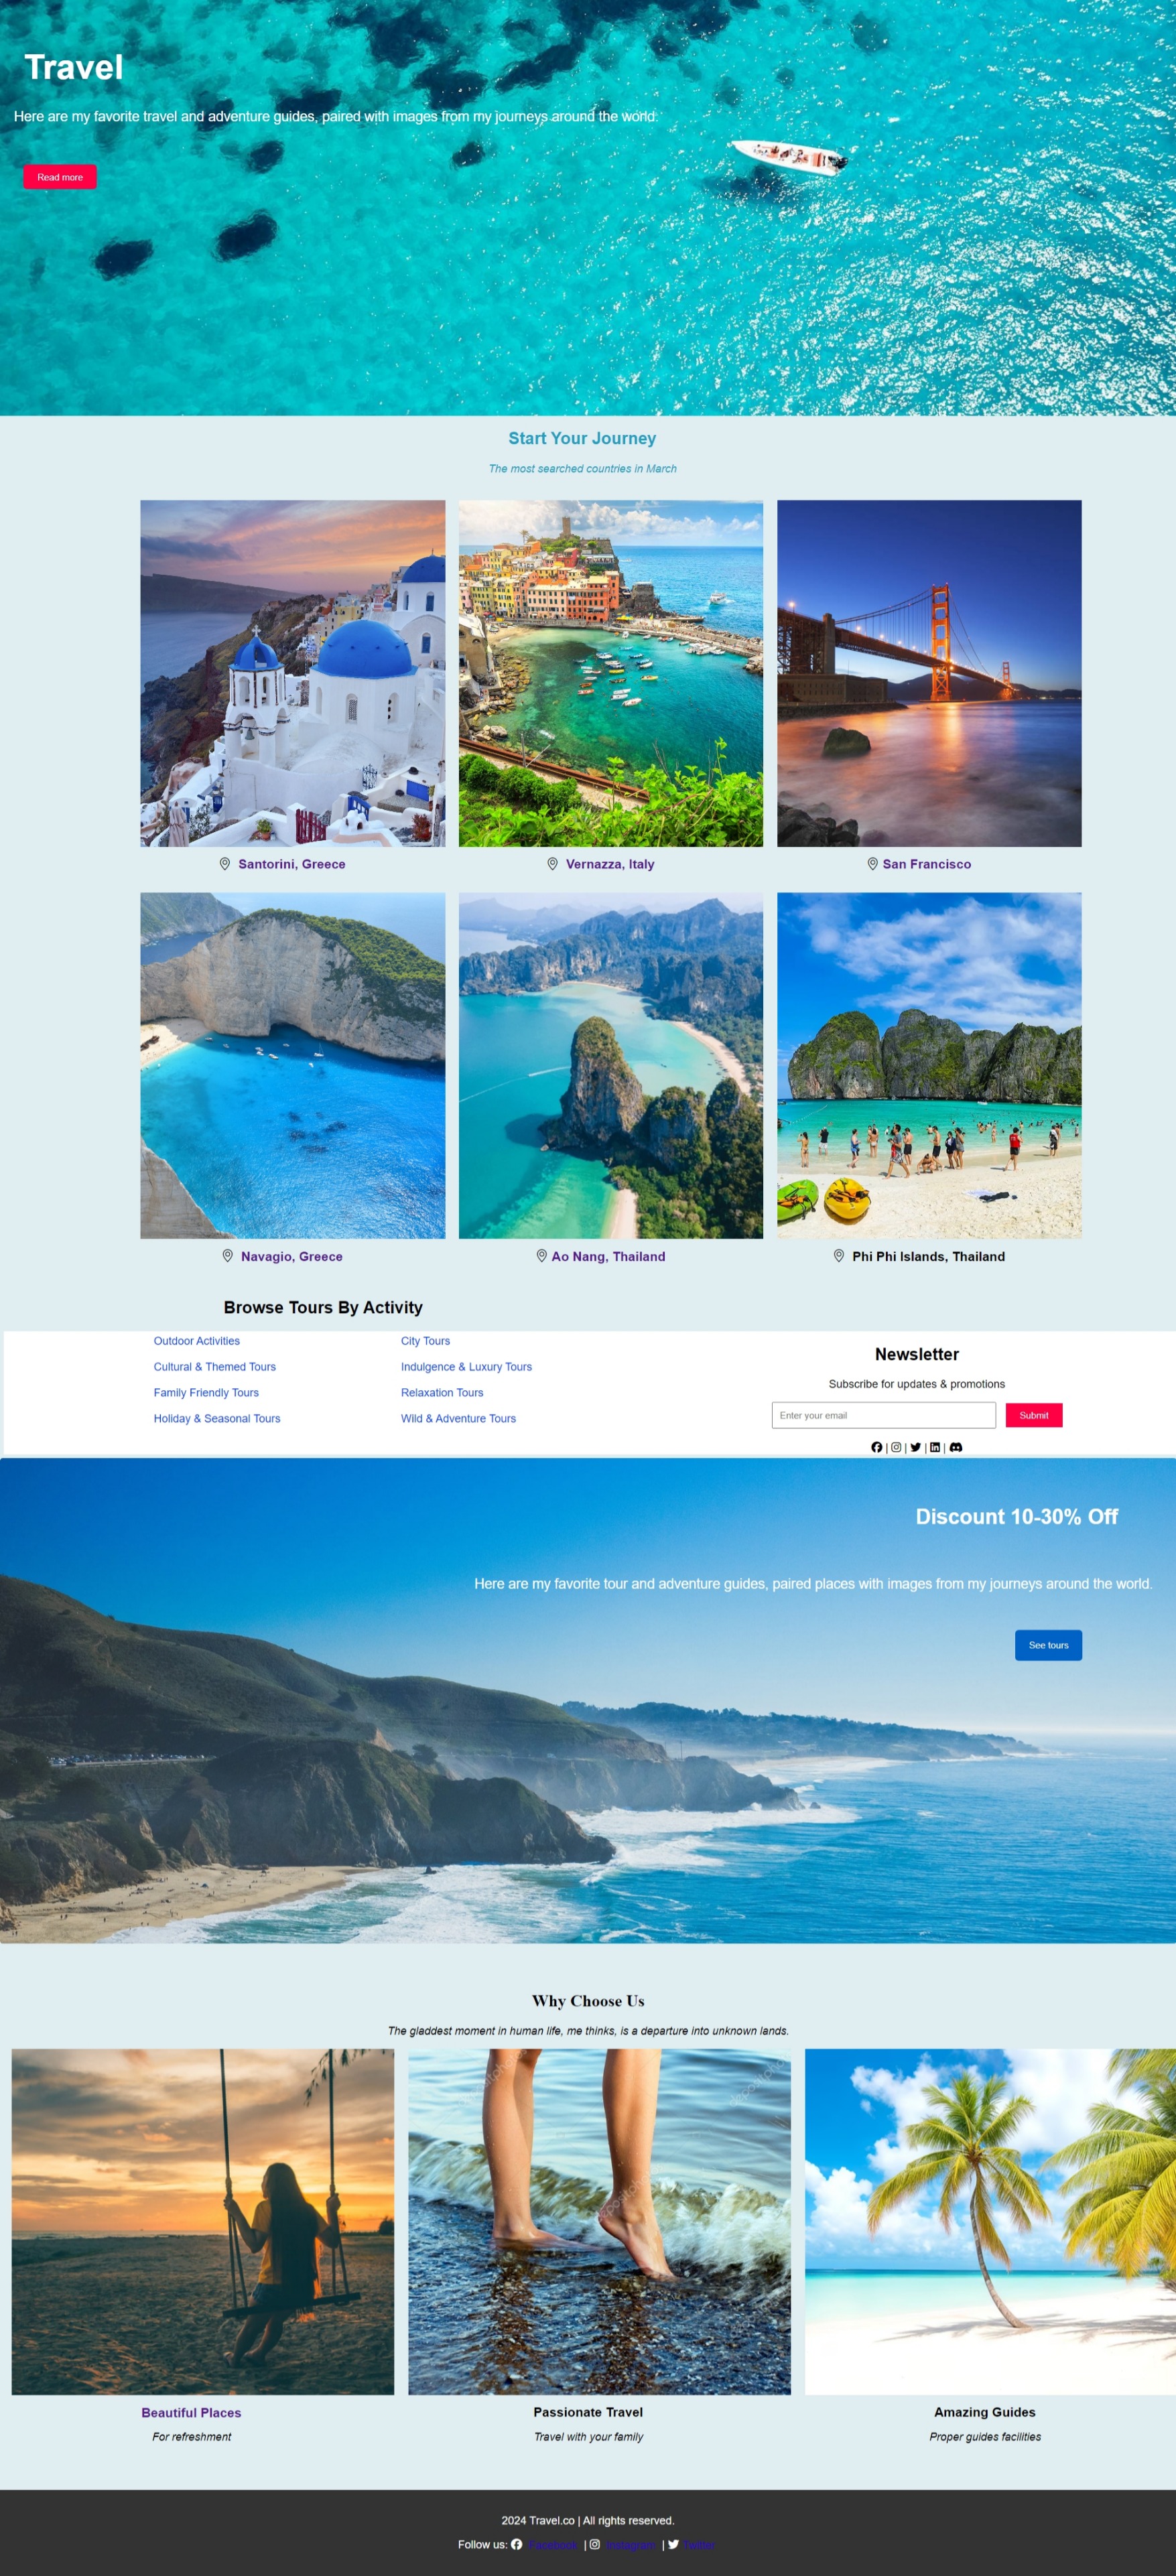 Travel
Here are my favorite travel and adventure guides, paired with images from my journeys around the world.
Read more
Start Your Journey
The most searched countries in March
Santorini, Greece
Vernazza, Italy
San Francisco
Navagio, Greece
Ao Nang, Thailand
Phi Phi Islands, Thailand
Browse Tours By Activity
Outdoor Activities
City Tours
Cultural & Themed Tours
Indulgence & Luxury Tours
Family Friendly Tours
Relaxation Tours
Holiday & Seasonal Tours
Wild & Adventure Tours
Newsletter
Subscribe for updates & promotions
Enter your email
Submit
| | | |
Discount 10-30% Off
Here are my favorite tour and adventure guides, paired places with images from my journeys around the world.
See tours
Why Choose Us
The gladdest moment in human life, me thinks, is a departure into unknown lands.
depositphotos
depositphotos
depositphotos
Beautiful Places
Passionate Travel
Amazing Guides
For refreshment
Travel with your family
Proper guides facilities
2024 Travel.co | All rights reserved.
Follow us: Facebook | Instagram | Twitter